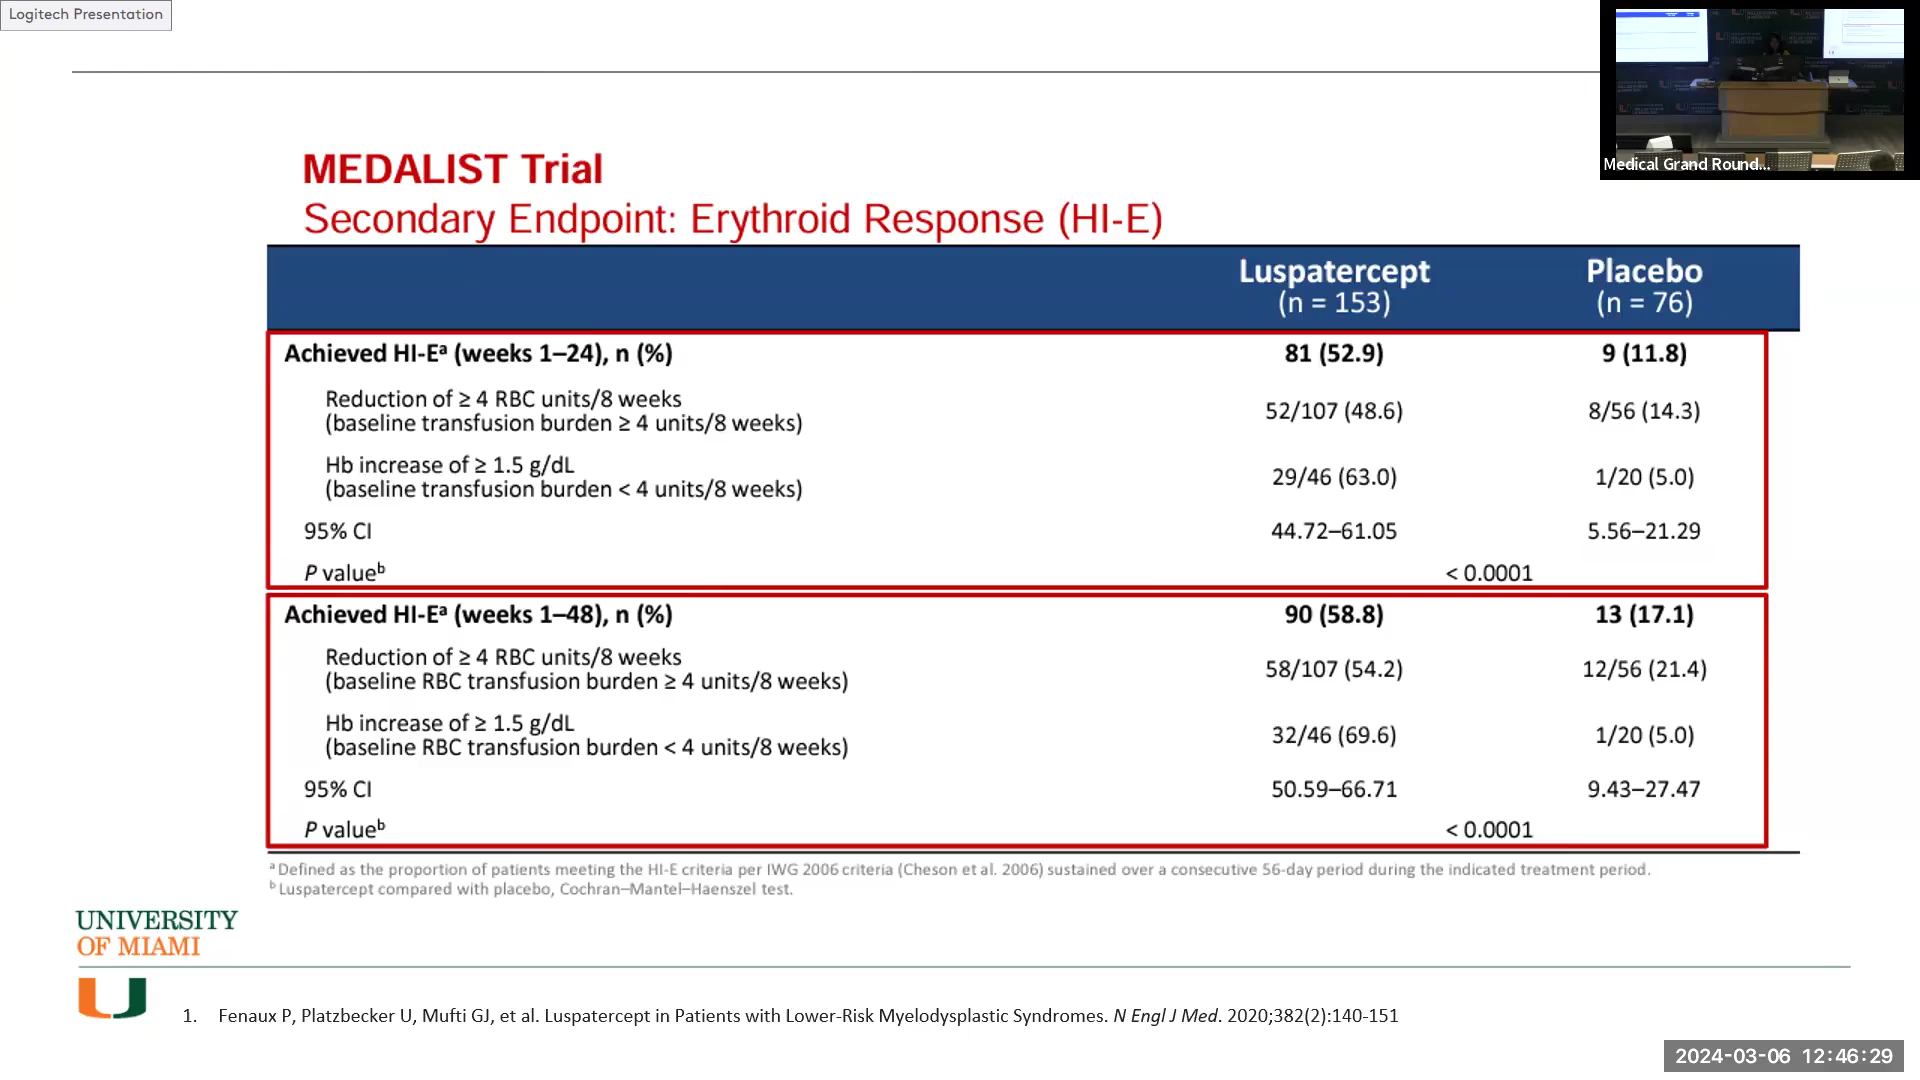 Logitech Presentation
Medical Grand Round...
MEDALIST Trial
Secondary Endpoint: Erythroid Response (HI-E)
Luspatercept Placebo
(n = 153) (n = 76)
Achieved HI-Eᵃ (weeks 1–24), n (%) 81 (52.9) 9 (11.8)
Reduction of ≥ 4 RBC units/8 weeks
(baseline transfusion burden ≥ 4 units/8 weeks) 52/107 (48.6) 8/56 (14.3)
Hb increase of ≥ 1.5 g/dL
(baseline transfusion burden < 4 units/8 weeks) 29/46 (63.0) 1/20 (5.0)
95% CI 44.72–61.05 5.56–21.29
P valueᵇ < 0.0001
Achieved HI-Eᵃ (weeks 1–48), n (%) 90 (58.8) 13 (17.1)
Reduction of ≥ 4 RBC units/8 weeks
(baseline RBC transfusion burden ≥ 4 units/8 weeks) 58/107 (54.2) 12/56 (21.4)
Hb increase of ≥ 1.5 g/dL
(baseline RBC transfusion burden < 4 units/8 weeks) 32/46 (69.6) 1/20 (5.0)
95% CI 50.59–66.71 9.43–27.47
P valueᵇ < 0.0001
ᵃ Defined as the proportion of patients meeting the HI-E criteria per IWG 2006 criteria (Cheson et al. 2006) sustained over a consecutive 56-day period during the indicated treatment period.
ᵇ Luspatercept compared with placebo, Cochran–Mantel–Haenszel test.
UNIVERSITY
OF MIAMI
1. Fenaux P, Platzbecker U, Mufti GJ, et al. Luspatercept in Patients with Lower-Risk Myelodysplastic Syndromes. N Engl J Med. 2020;382(2):140-151
2024-03-06 12:46:29